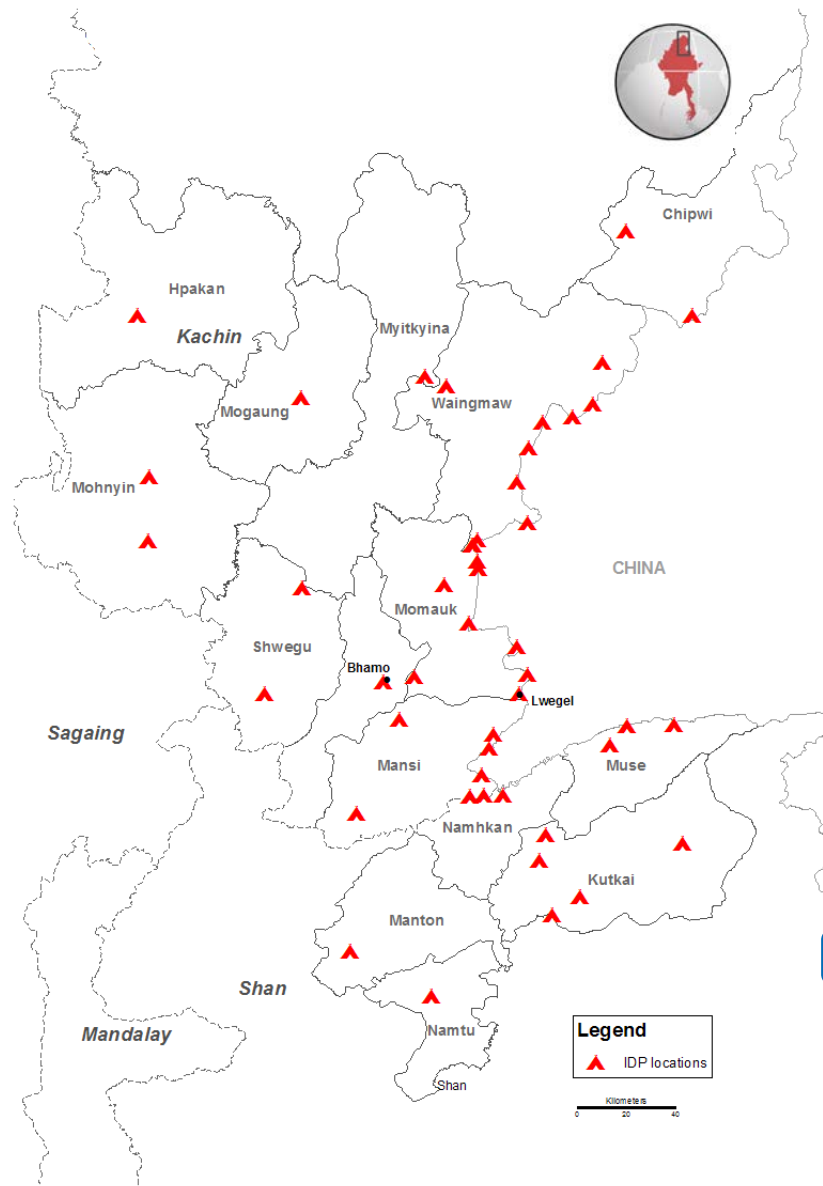 Chipwi
Hpakan
Kachin
Myitkyina
Waingmaw
Mogaung
Mohnyin
CHINA
Momauk
Shwegu
Bhamo
Lwegel
Sagaing
Mansi
Muse
Namhkan
Kutkai
Manton
Shan
Mandalay
Namtu
Shan
Legend
IDP locations
Kilometers
0 20 40